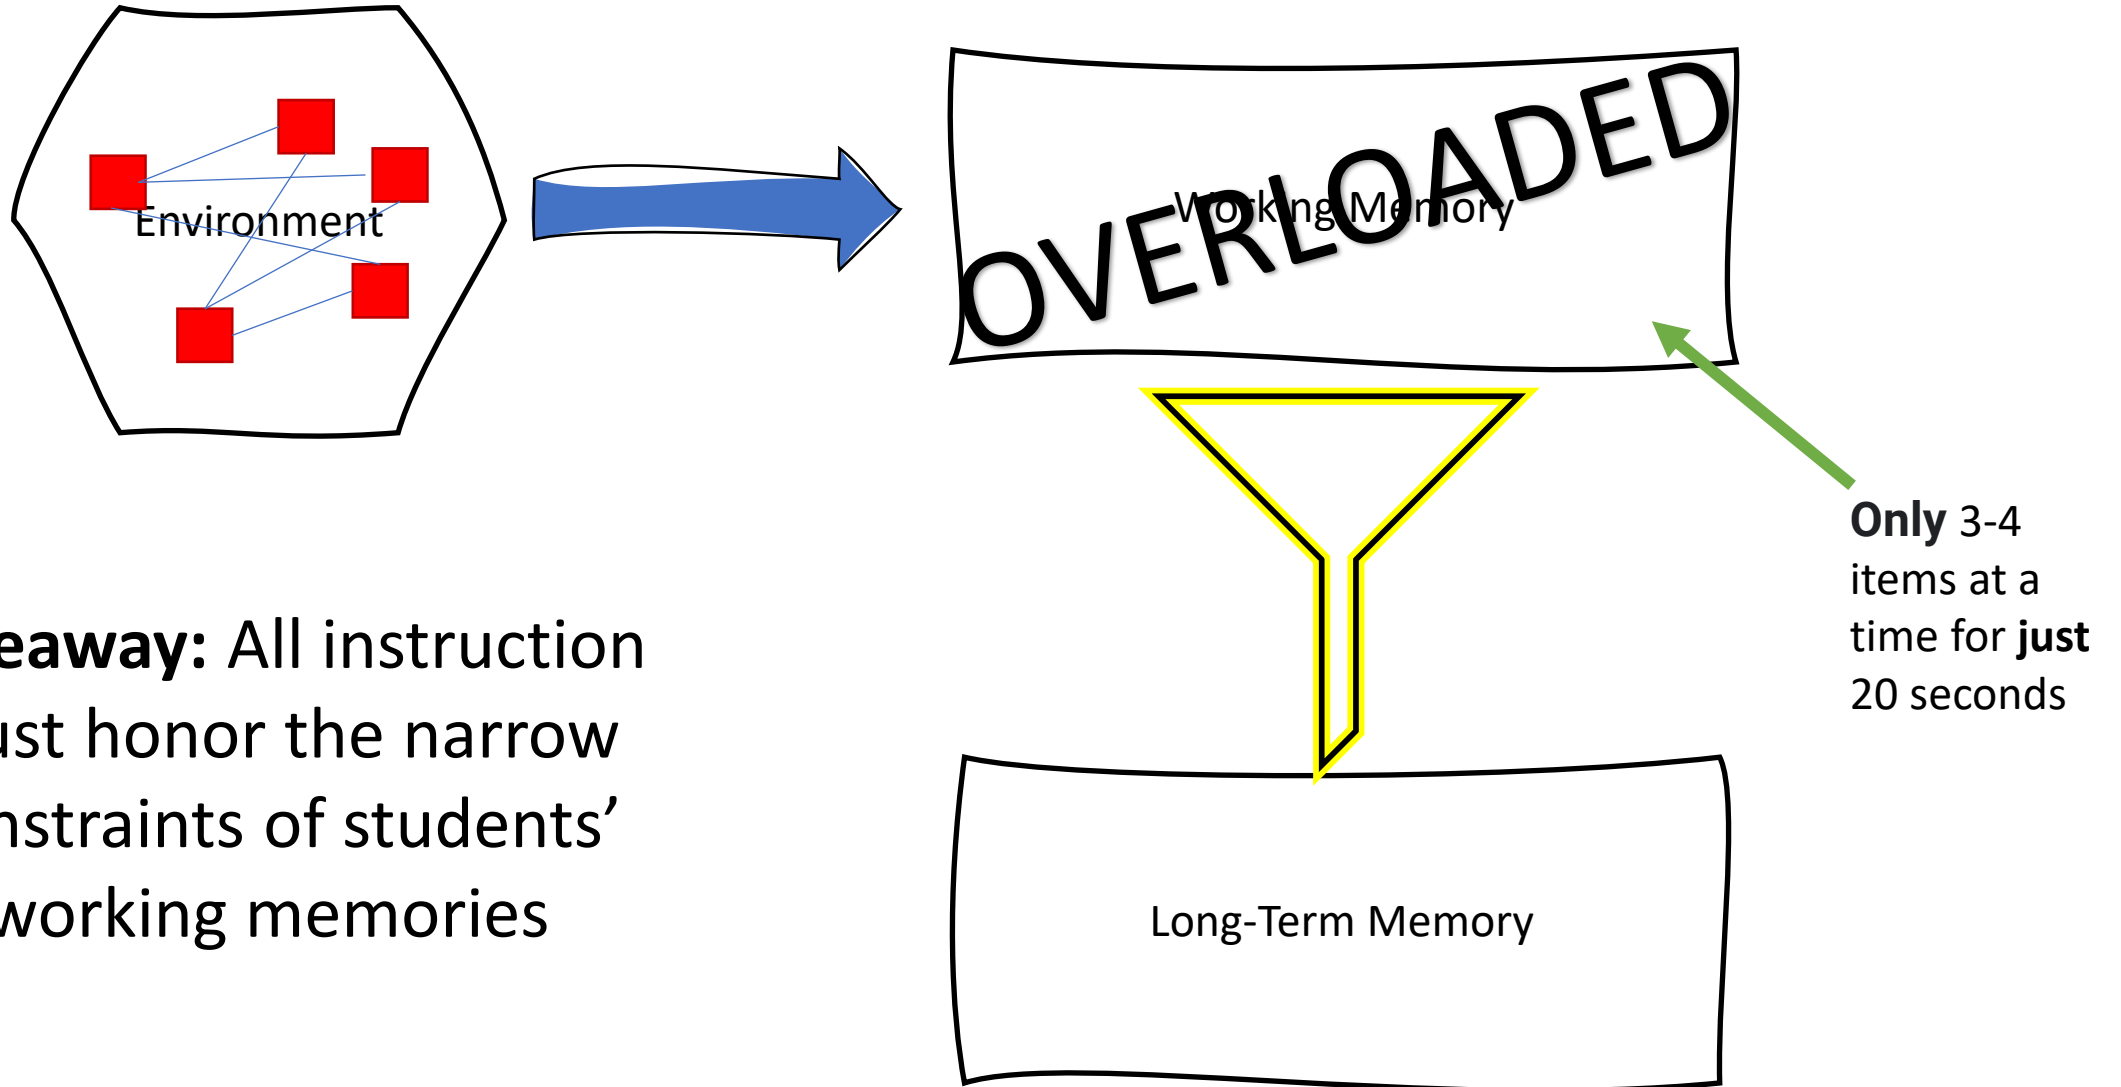 Environment
Working Memory
OVERLOADED
Only 3-4
items at a
time for just
20 seconds
eaway: All instruction
ust honor the narrow
nstraints of students’
working memories
Long-Term Memory